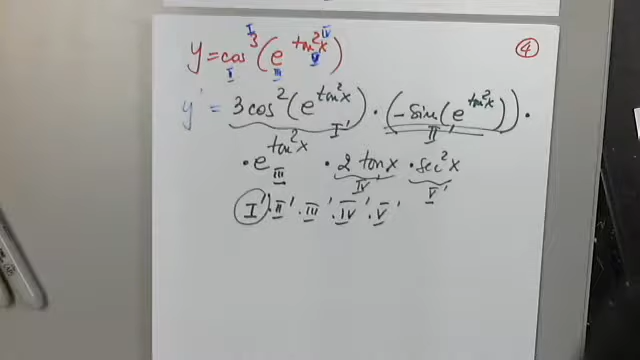 y = cos³(e^(tan²x)) ④
I I II III IV V
y' = 3cos²(e^(tan²x)) · (-sin(e^(tan²x))) ·
I' II'
· e^(tan²x) · 2 tan x · sec²x
III IV' V'
I' · II' · III' · IV' · V'